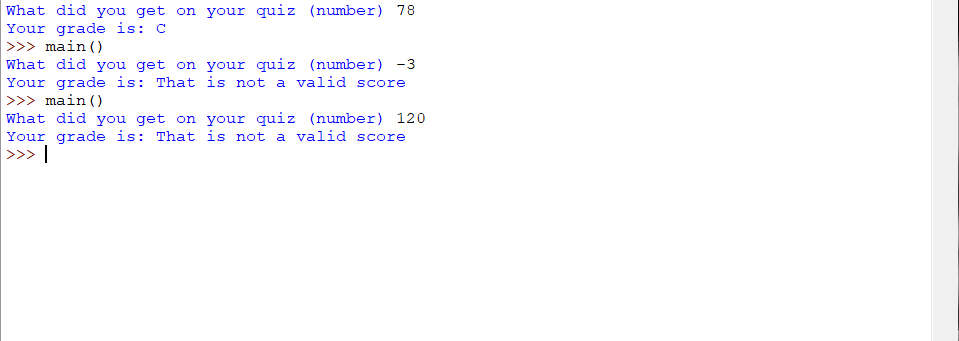 What did you get on your quiz (number) 78
Your grade is: C
>>> main()
What did you get on your quiz (number) -3
Your grade is: That is not a valid score
>>> main()
What did you get on your quiz (number) 120
Your grade is: That is not a valid score
>>>